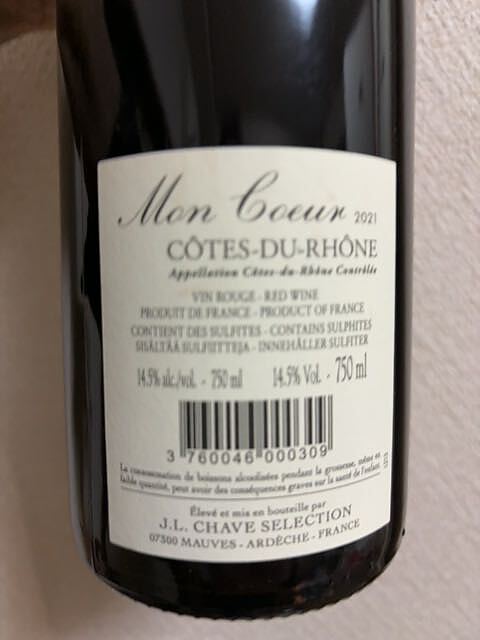 Mon Coeur 2021
CÔTES-DU-RHÔNE
Appellation Côtes-du-Rhône Contrôlée
VIN ROUGE - RED WINE
PRODUIT DE FRANCE - PRODUCT OF FRANCE
CONTIENT DES SULFITES - CONTAINS SULPHITES
SISÄLTÄÄ SULFIITTEJA - INNEHÅLLER SULFITER
14.5% alc./vol. - 750 ml 14.5% Vol. - 750 ml
3 760046 000309
La consommation de boissons alcoolisées pendant la grossesse, même en
faible quantité, peut avoir des conséquences graves sur la santé de l'enfant.
Élevé et mis en bouteille par
J.L. CHAVE SELECTION
07300 MAUVES - ARDÈCHE - FRANCE